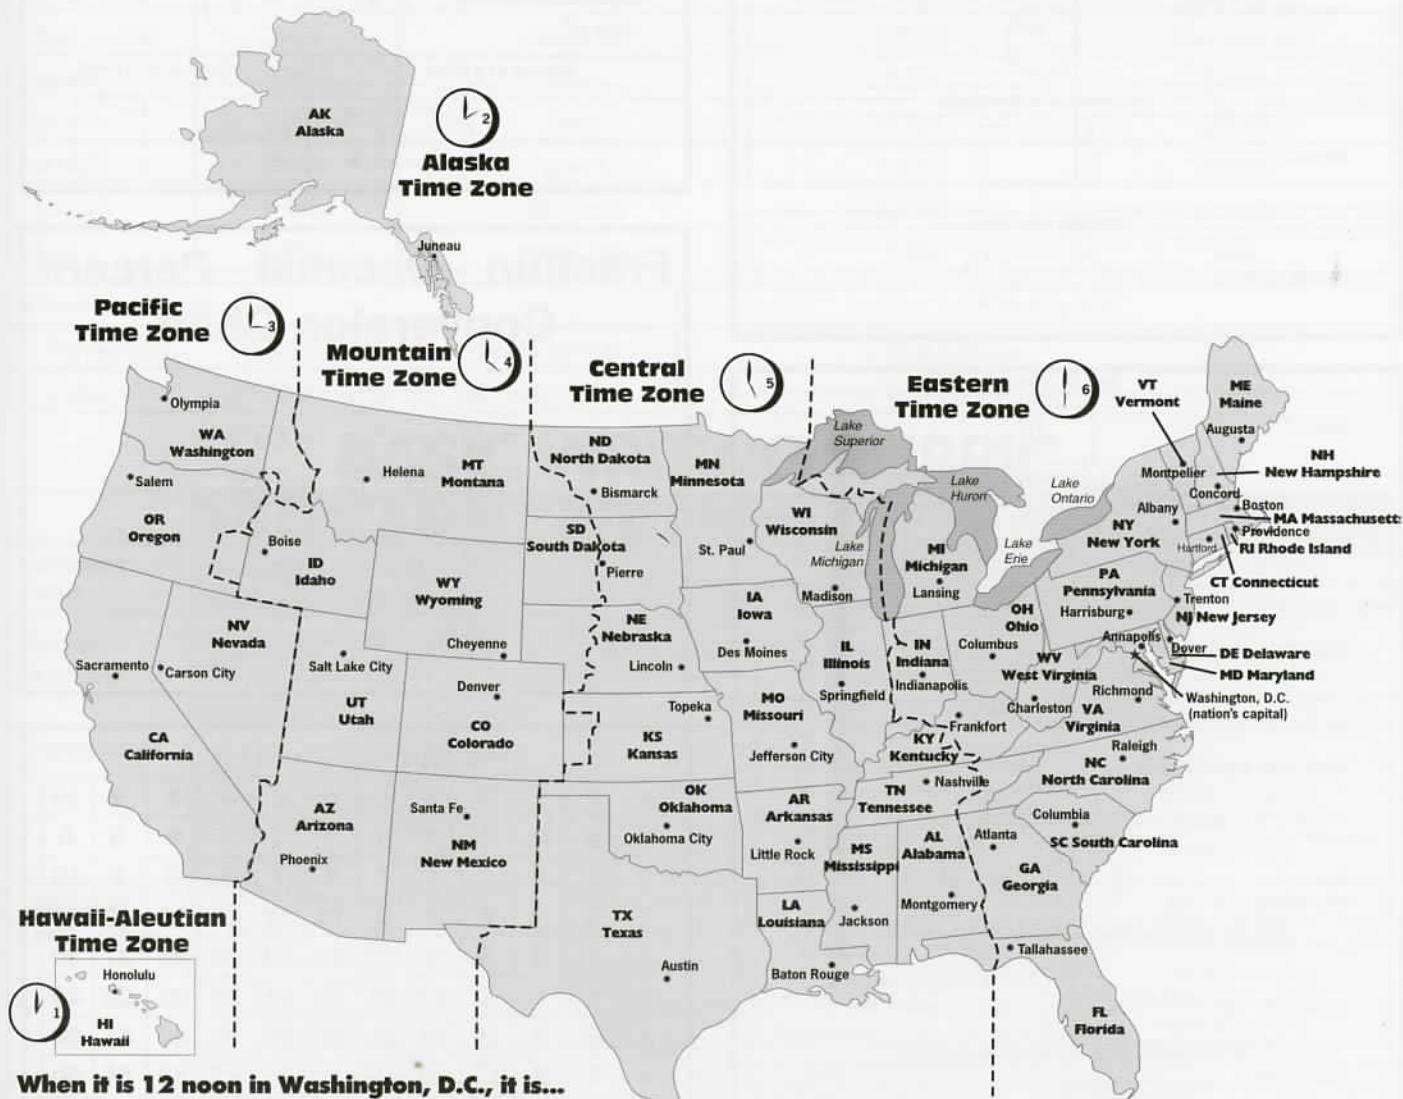 AK
Alaska
2
Alaska
Time Zone
Juneau
Pacific
Time Zone
3
Mountain
Time Zone
4
Central
Time Zone
5
Eastern
Time Zone
6
VT
Vermont
ME
Maine
Augusta
NH
New Hampshire
Montpelier
Concord
Boston
MA Massachusett
Providence
RI Rhode Island
Hartford
CT Connecticut
Albany
NY
New York
Lake
Superior
Lake
Huron
Lake
Ontario
Lake
Erie
Lake
Michigan
Olympia
WA
Washington
Salem
OR
Oregon
Helena
MT
Montana
Boise
ID
Idaho
ND
North Dakota
Bismarck
SD
South Dakota
Pierre
MN
Minnesota
St. Paul
WI
Wisconsin
Madison
MI
Michigan
Lansing
PA
Pennsylvania
Harrisburg
Trenton
NJ New Jersey
WY
Wyoming
Cheyenne
NV
Nevada
Carson City
Sacramento
CA
California
Salt Lake City
UT
Utah
Denver
CO
Colorado
NE
Nebraska
Lincoln
IA
Iowa
Des Moines
IL
Illinois
Springfield
IN
Indiana
Indianapolis
OH
Ohio
Columbus
WV
West Virginia
Charleston
Annapolis
Dover
DE Delaware
MD Maryland
Washington, D.C.
(nation's capital)
Richmond
VA
Virginia
Topeka
KS
Kansas
MO
Missouri
Jefferson City
Frankfort
KY
Kentucky
Raleigh
NC
North Carolina
AZ
Arizona
Phoenix
Santa Fe
NM
New Mexico
OK
Oklahoma
Oklahoma City
AR
Arkansas
Little Rock
TN
Tennessee
Nashville
Columbia
SC South Carolina
MS
Mississippi
Jackson
AL
Alabama
Montgomery
Atlanta
GA
Georgia
TX
Texas
Austin
LA
Louisiana
Baton Rouge
Tallahassee
FL
Florida
Hawaii-Aleutian
Time Zone
1
Honolulu
HI
Hawaii
When it is 12 noon in Washington, D.C., it is...